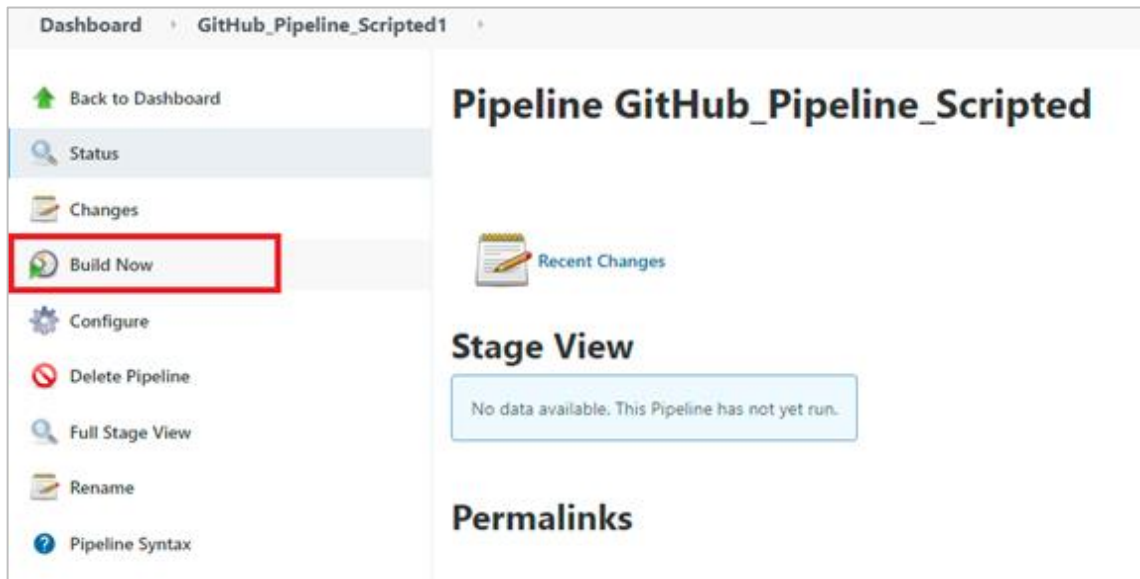 Dashboard GitHub_Pipeline_Scripted1
Back to Dashboard
Status
Changes
Build Now
Configure
Delete Pipeline
Full Stage View
Rename
Pipeline Syntax
Pipeline GitHub_Pipeline_Scripted
Recent Changes
Stage View
No data available. This Pipeline has not yet run.
Permalinks